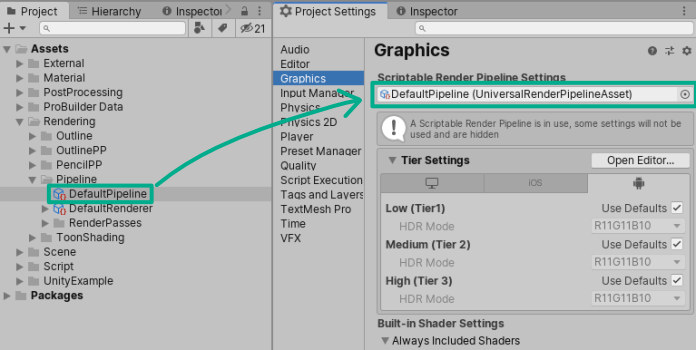 Project
Hierarchy
Inspector
21
Assets
External
Material
PostProcessing
ProBuilder Data
Rendering
Outline
OutlinePP
PencilPP
Pipeline
DefaultPipeline
DefaultRenderer
RenderPasses
ToonShading
Scene
Script
UnityExample
Packages
Project Settings
Audio
Editor
Graphics
Input Manager
Physics
Physics 2D
Player
Preset Manager
Quality
Script Execution
Tags and Layers
TextMesh Pro
Time
VFX
Inspector
Graphics
Scriptable Render Pipeline Settings
DefaultPipeline (UniversalRenderPipelineAsset)
A Scriptable Render Pipeline is in use, some settings will not
be used and are hidden
Tier Settings
Open Editor...
iOS
Low (Tier1) Use Defaults
HDR Mode R11G11B10
Medium (Tier 2) Use Defaults
HDR Mode R11G11B10
High (Tier 3) Use Defaults
HDR Mode R11G11B10
Built-in Shader Settings
Always Included Shaders